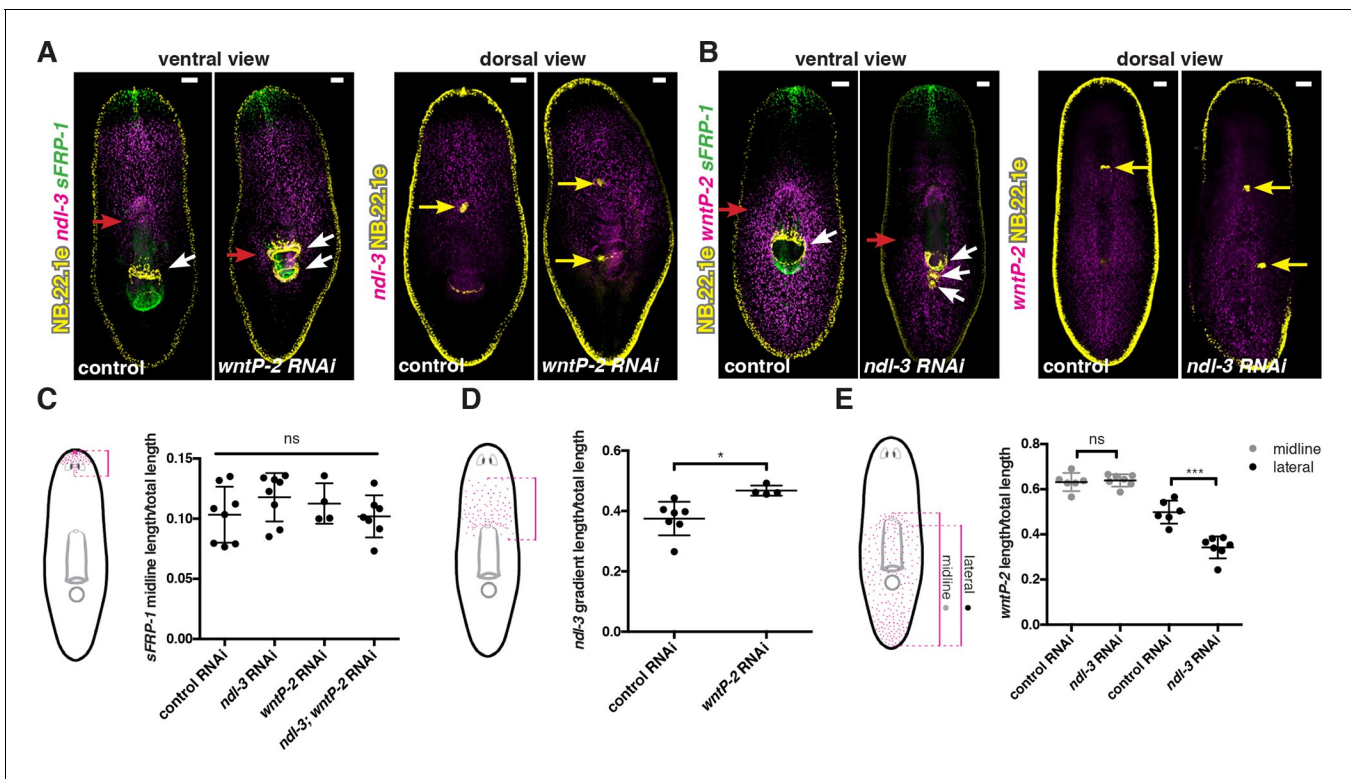 A
B
ventral view
dorsal view
ventral view
dorsal view
NB.22.1e ndl-3 sFRP-1
control
wntP-2 RNAi
ndl-3 NB.22.1e
control
wntP-2 RNAi
NB.22.1e wntP-2 sFRP-1
control
ndl-3 RNAi
wntP-2 NB.22.1e
control
ndl-3 RNAi
C
D
E
sFRP-1 midline length/total length
0.15
0.10
0.05
0.00
ns
control RNAi
ndl-3 RNAi
wntP-2 RNAi
ndl-3; wntP-2 RNAi
ndl-3 gradient length/total length
0.6
0.4
0.2
0.0
*
control RNAi
wntP-2 RNAi
midline
lateral
wntP-2 length/total length
0.8
0.6
0.4
0.2
0.0
ns
***
midline
lateral
control RNAi
ndl-3 RNAi
control RNAi
ndl-3 RNAi